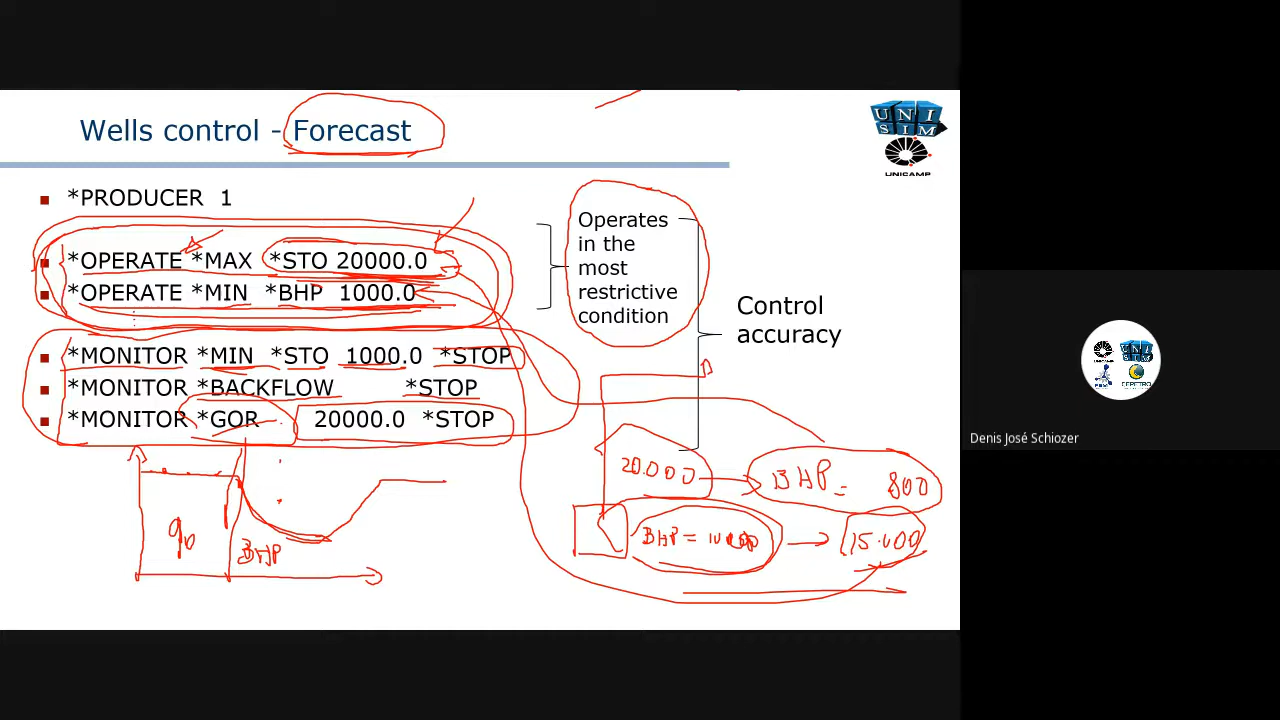 Wells control - Forecast
UNI
SIM
UNICAMP
*PRODUCER 1
*OPERATE *MAX *STO 20000.0
*OPERATE *MIN *BHP 1000.0
Operates
in the
most
restrictive
condition
*MONITOR *MIN *STO 1000.0 *STOP
*MONITOR *BACKFLOW *STOP
*MONITOR *GOR 20000.0 *STOP
Control
accuracy
20.000
BHP = 800
BHP =
15.000
BHP
Denis José Schiozer